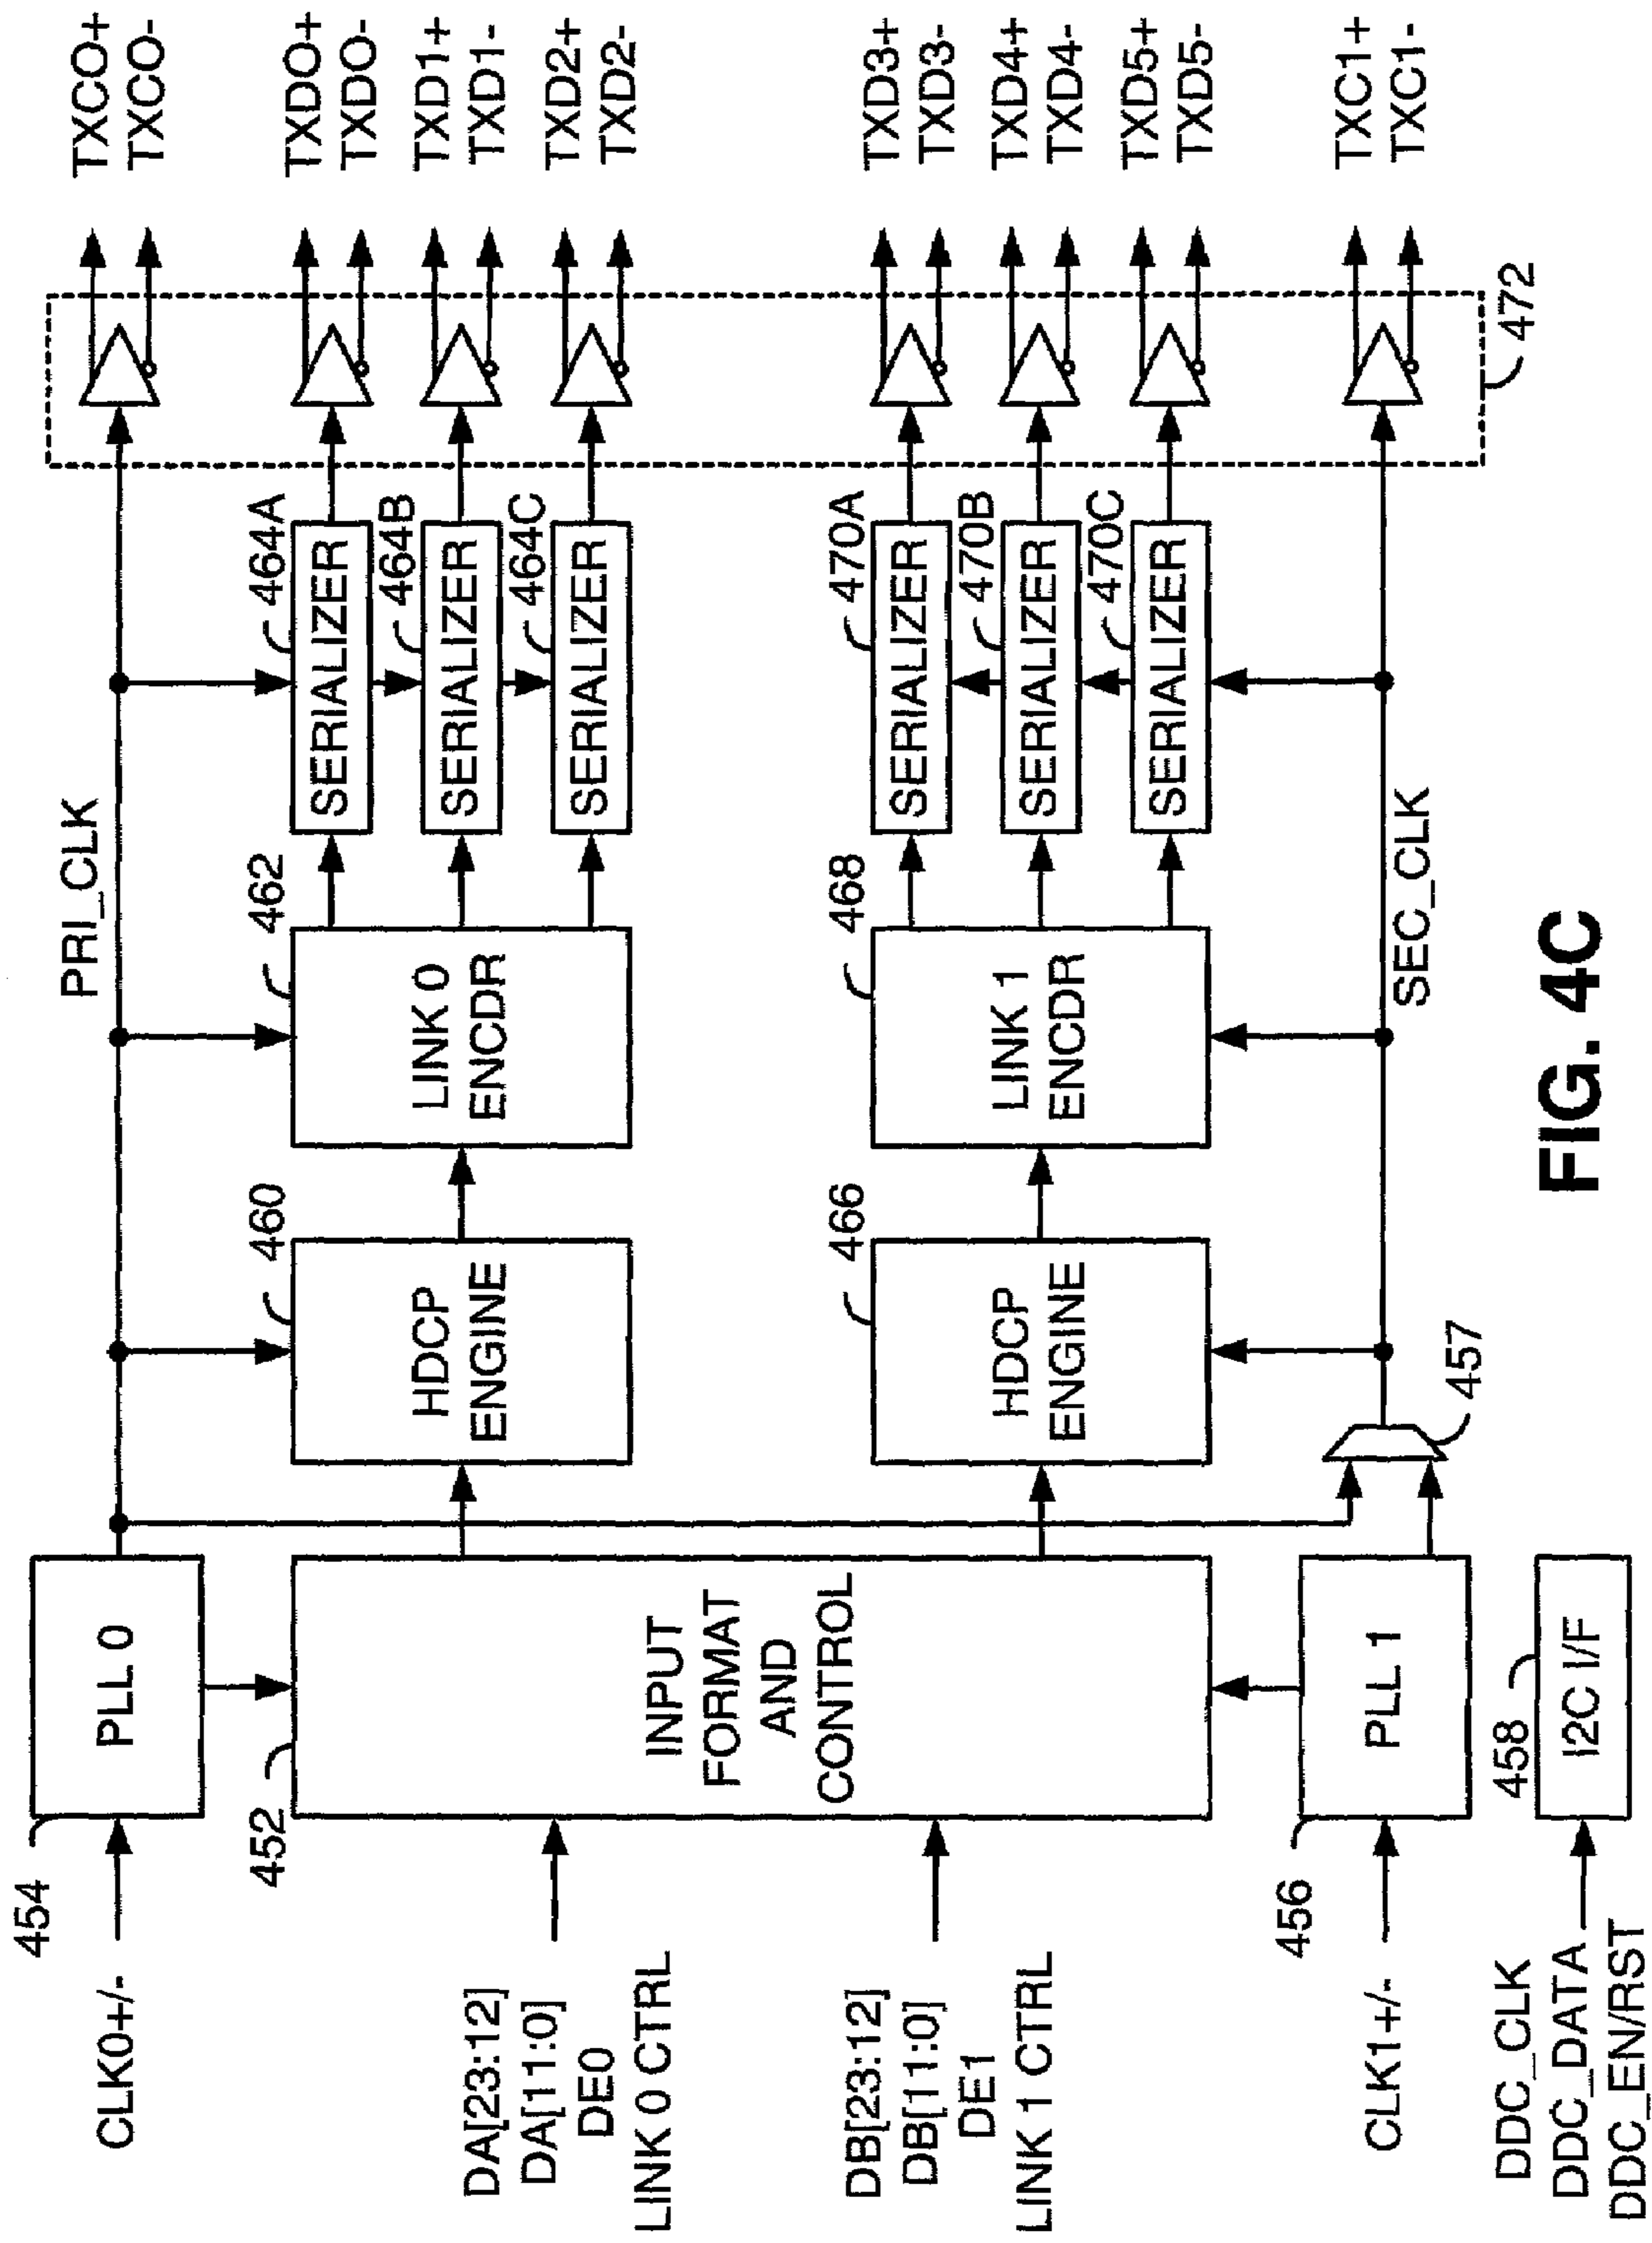 454
CLK0+/-
PLL 0
PRI_CLK
TXCO+
TXCO-
452
DA[23:12]
DA[11:0]
DE0
LINK 0 CTRL
DB[23:12]
DB[11:0]
DE1
LINK 1 CTRL
INPUT
FORMAT
AND
CONTROL
460
HDCP
ENGINE
462
LINK 0
ENCDR
464A
SERIALIZER
464B
SERIALIZER
464C
SERIALIZER
TXDO+
TXDO-
TXD1+
TXD1-
TXD2+
TXD2-
466
HDCP
ENGINE
468
LINK 1
ENCDR
470A
SERIALIZER
470B
SERIALIZER
470C
SERIALIZER
TXD3+
TXD3-
TXD4+
TXD4-
TXD5+
TXD5-
456
CLK1+/-
PLL 1
457
SEC_CLK
TXC1+
TXC1-
472
458
DDC_CLK
DDC_DATA
DDC_EN/RST
I2C I/F
FIG. 4C